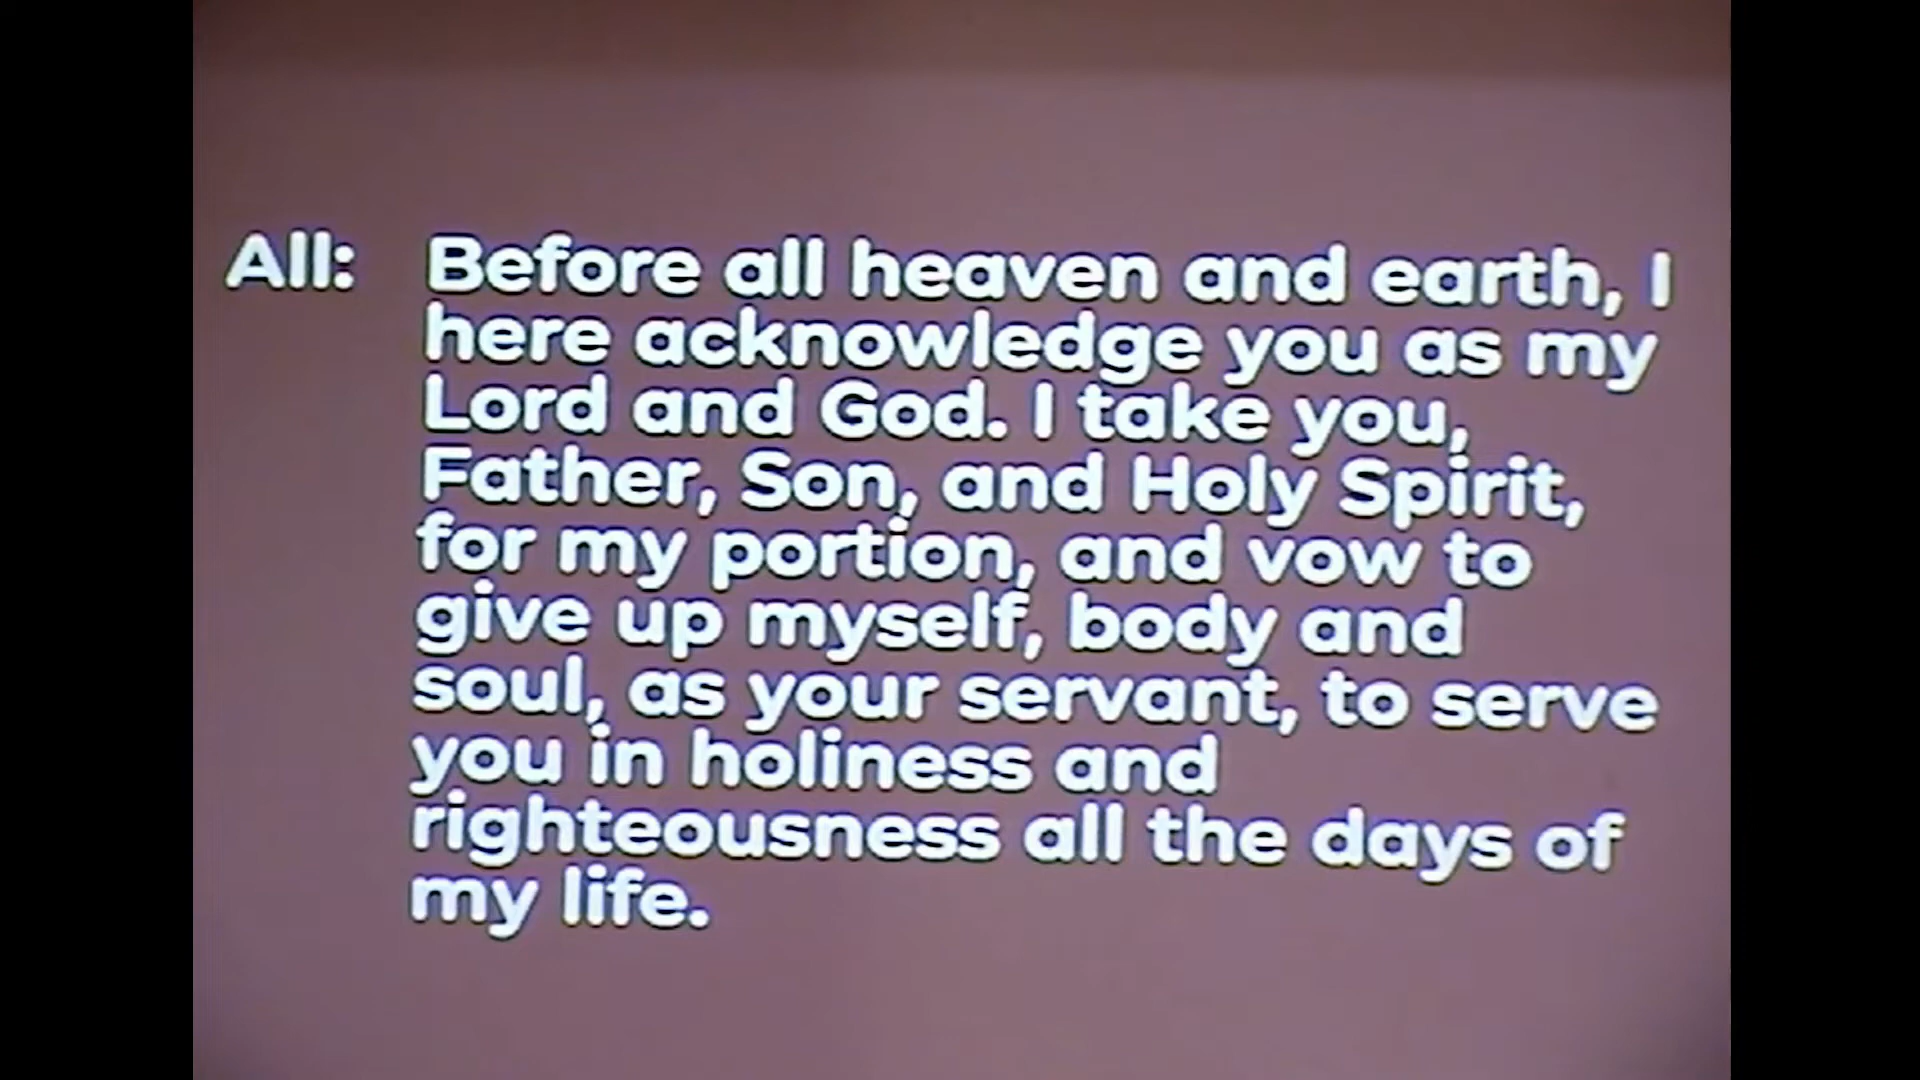 All: Before all heaven and earth, I
here acknowledge you as my
Lord and God. I take you,
Father, Son, and Holy Spirit,
for my portion, and vow to
give up myself, body and
soul, as your servant, to serve
you in holiness and
righteousness all the days of
my life.